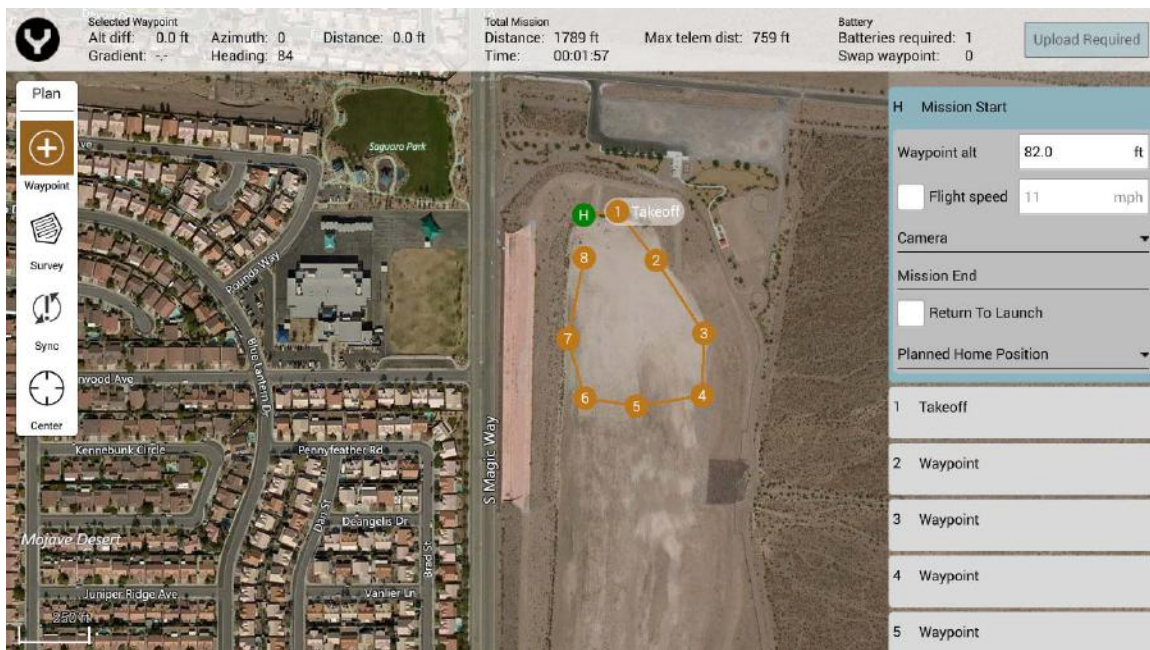 Selected Waypoint
Alt diff: 0.0 ft Azimuth: 0 Distance: 0.0 ft
Gradient: -.- Heading: 84
Total Mission
Distance: 1789 ft Max telem dist: 759 ft
Time: 00:01:57
Battery
Batteries required: 1
Swap waypoint: 0
Upload Required
Plan
Waypoint
Survey
Sync
Center
Saguaro Park
Pounds Way
Blue Lantern Dr
nwood Ave
Kennebunk Circle
Pennyfeather Rd
S Magic Way
Dan St
Deangelis Dr
Brad St
Mojave Desert
Juniper Ridge Ave
Vanlier Ln
250 ft
H
1 Takeoff
2
3
4
5
6
7
8
H Mission Start
Waypoint alt 82.0 ft
Flight speed 11 mph
Camera
Mission End
Return To Launch
Planned Home Position
1 Takeoff
2 Waypoint
3 Waypoint
4 Waypoint
5 Waypoint